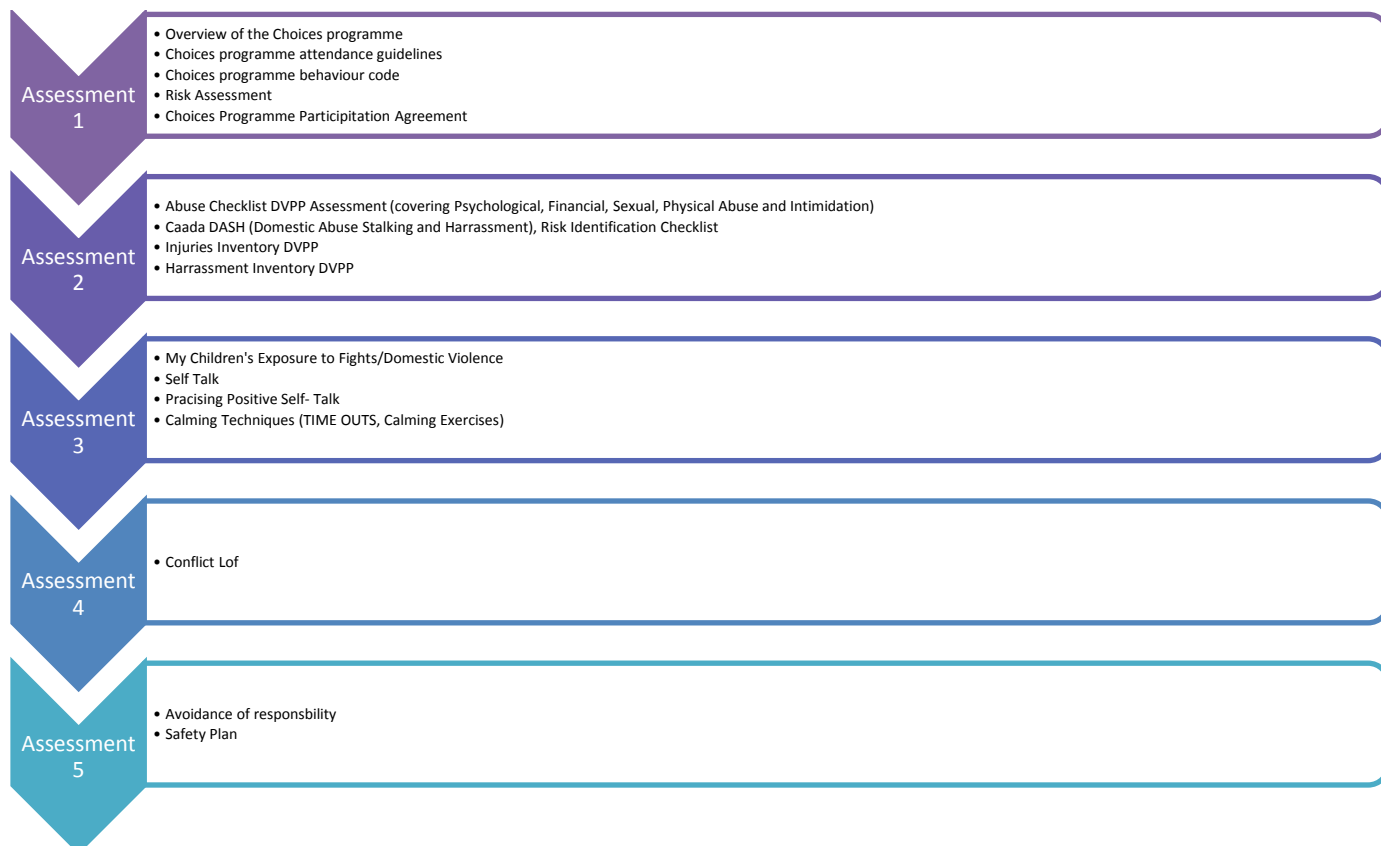 Assessment
1
• Overview of the Choices programme
• Choices programme attendance guidelines
• Choices programme behaviour code
• Risk Assessment
• Choices Programme Participitation Agreement
Assessment
2
• Abuse Checklist DVPP Assessment (covering Psychological, Financial, Sexual, Physical Abuse and Intimidation)
• Caada DASH (Domestic Abuse Stalking and Harrassment), Risk Identification Checklist
• Injuries Inventory DVPP
• Harrassment Inventory DVPP
Assessment
3
• My Children's Exposure to Fights/Domestic Violence
• Self Talk
• Pracising Positive Self- Talk
• Calming Techniques (TIME OUTS, Calming Exercises)
Assessment
4
• Conflict Lof
Assessment
5
• Avoidance of responsbility
• Safety Plan